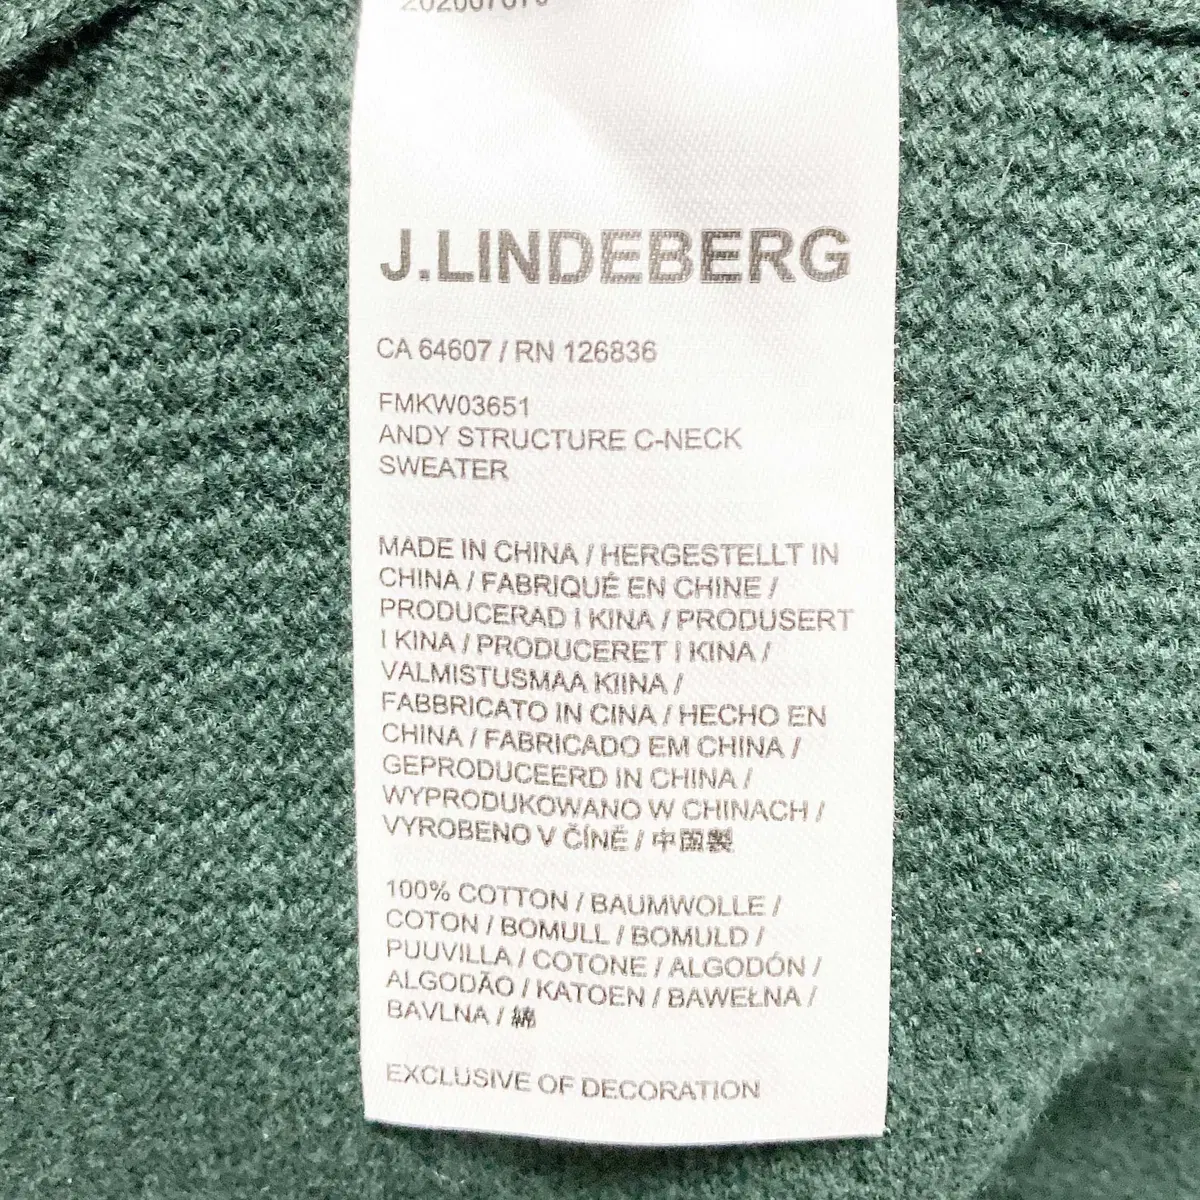 J.LINDEBERG
CA 64607 / RN 126836
FMKW03651
ANDY STRUCTURE C-NECK
SWEATER
MADE IN CHINA / HERGESTELLT IN
CHINA / FABRIQUÉ EN CHINE /
PRODUCERAD I KINA / PRODUSERT
I KINA / PRODUCERET I KINA /
VALMISTUSMAA KIINA /
FABBRICATO IN CINA / HECHO EN
CHINA / FABRICADO EM CHINA /
GEPRODUCEERD IN CHINA /
WYPRODUKOWANO W CHINACH /
VYROBENO V ČÍNĚ / 中国製
100% COTTON / BAUMWOLLE /
COTON / BOMULL / BOMULD /
PUUVILLA / COTONE / ALGODÓN /
ALGODÃO / KATOEN / BAWEŁNA /
BAVLNA / 綿
EXCLUSIVE OF DECORATION